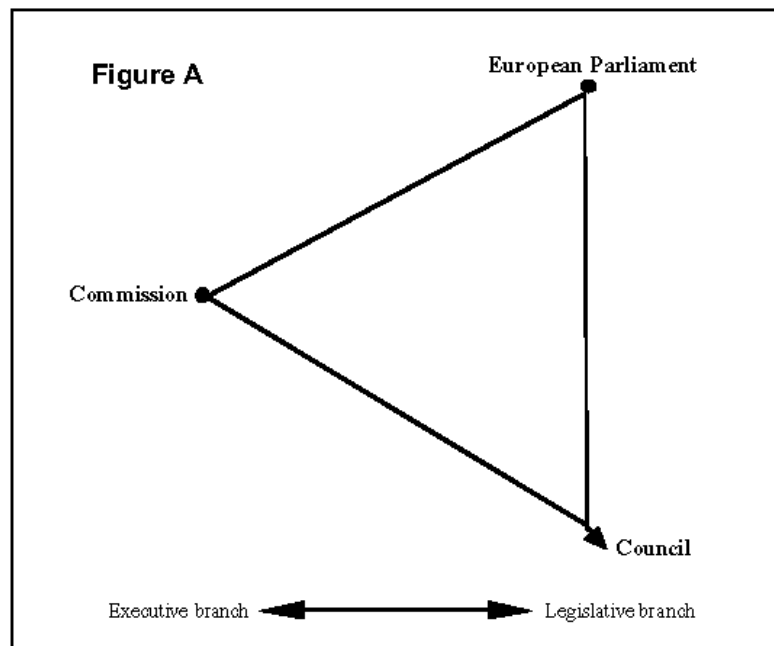 Figure A
European Parliament
Commission
Council
Executive branch
Legislative branch